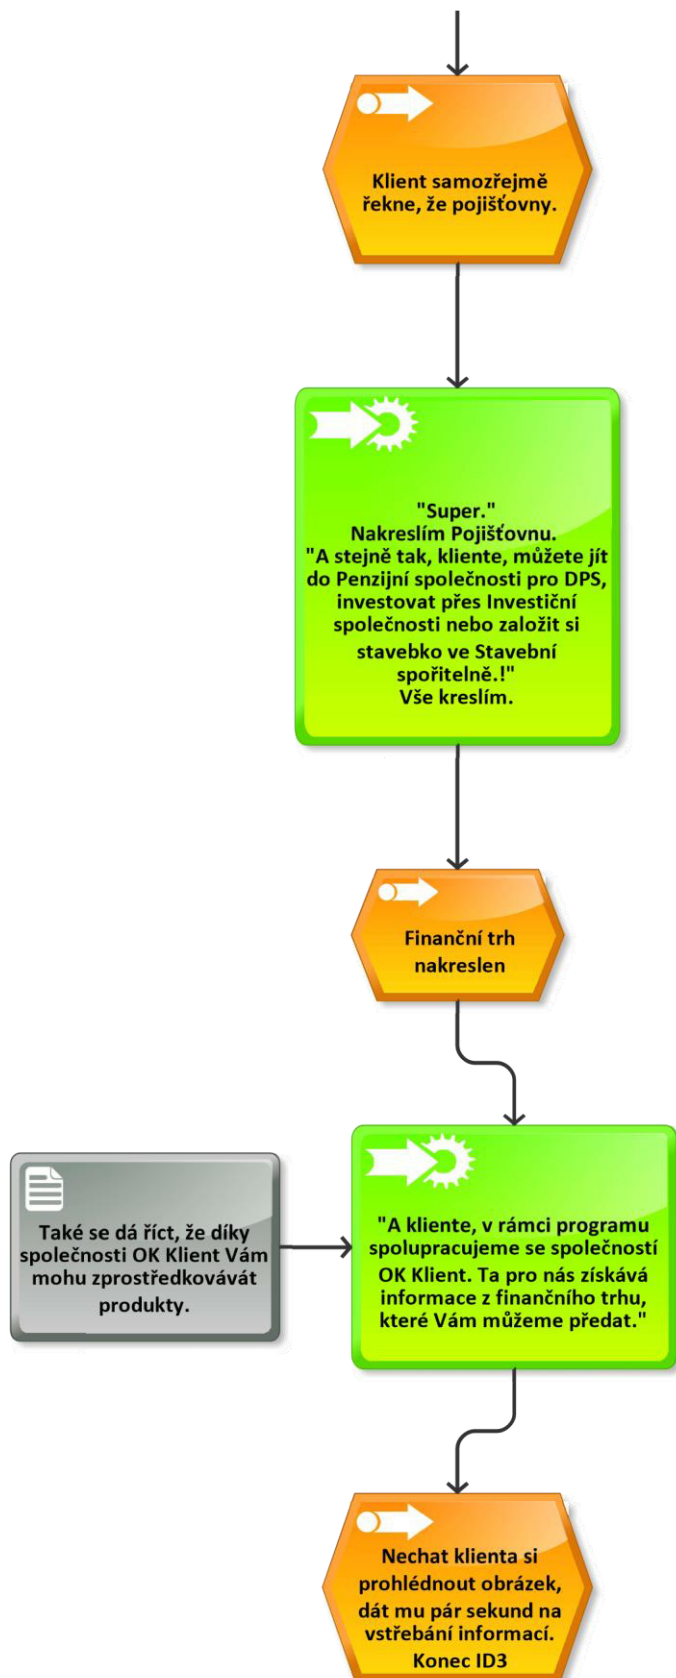 Klient samozřejmě
řekne, že pojišťovny.
"Super."
Nakreslím Pojišťovnu.
"A stejně tak, kliente, můžete jít
do Penzijní společnosti pro DPS,
investovat přes Investiční
společnosti nebo založit si
stavebko ve Stavební
spořitelně.!"
Vše kreslím.
Finanční trh
nakreslen
Také se dá říct, že díky
společnosti OK Klient Vám
mohu zprostředkovávát
produkty.
"A kliente, v rámci programu
spolupracujeme se společností
OK Klient. Ta pro nás získává
informace z finančního trhu,
které Vám můžeme předat."
Nechat klienta si
prohlédnout obrázek,
dát mu pár sekund na
vstřebání informací.
Konec ID3